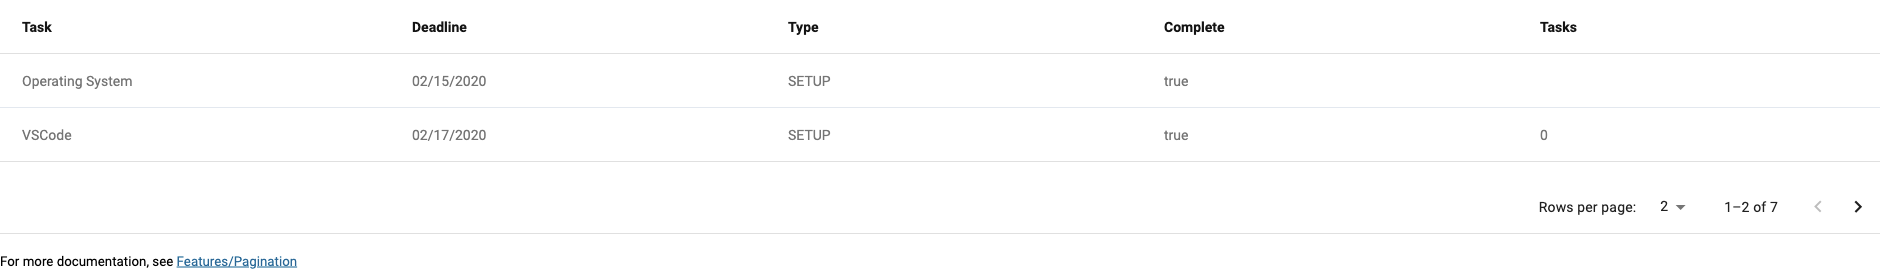 Task Deadline Type Complete Tasks
Operating System 02/15/2020 SETUP true
VSCode 02/17/2020 SETUP true 0
Rows per page: 2 1–2 of 7
For more documentation, see Features/Pagination